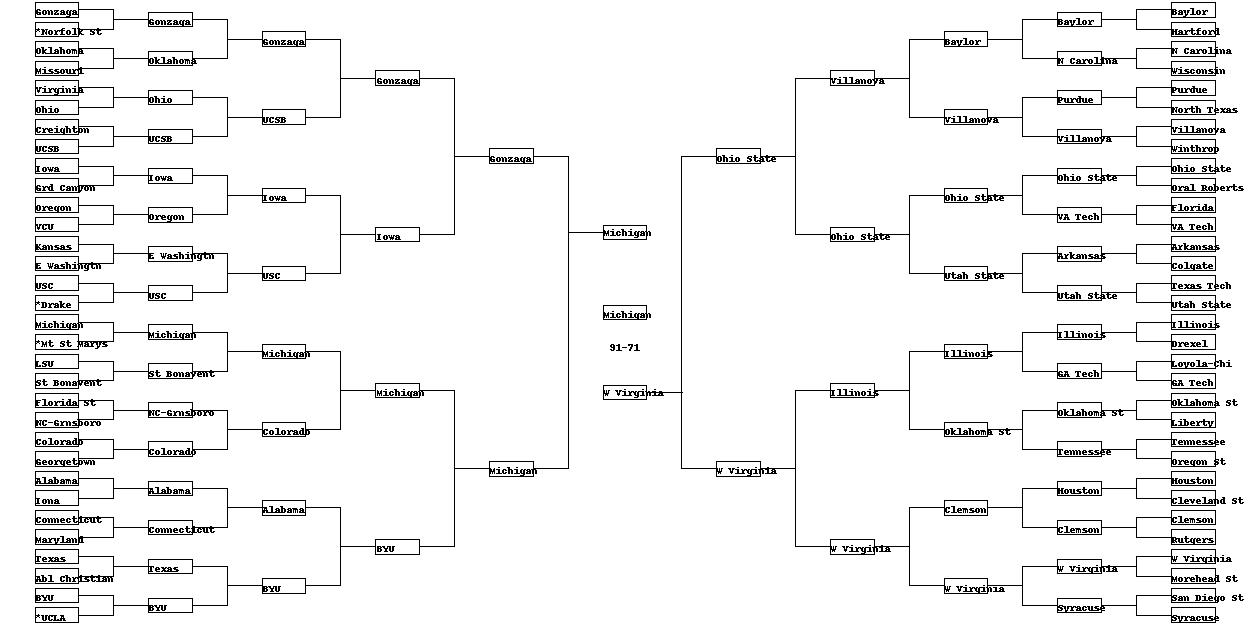 Gonzaga
*Norfolk St
Oklahoma
Missouri
Virginia
Ohio
Creighton
UCSB
Iowa
Grd Canyon
Oregon
VCU
Kansas
E Washingtn
USC
*Drake
Michigan
*Mt St Marys
LSU
St Bonavent
Florida St
NC-Grnsboro
Colorado
Georgetown
Alabama
Iona
Connecticut
Maryland
Texas
Abl Christian
BYU
*UCLA
Gonzaga
Oklahoma
Ohio
UCSB
Iowa
Oregon
E Washingtn
USC
Michigan
St Bonavent
NC-Grnsboro
Colorado
Alabama
Connecticut
Texas
BYU
Gonzaga
UCSB
Iowa
USC
Michigan
Colorado
Alabama
BYU
Gonzaga
Iowa
Michigan
BYU
Gonzaga
Michigan
Michigan
Michigan
91-71
W Virginia
Ohio State
W Virginia
Villanova
Ohio State
Illinois
W Virginia
Baylor
Villanova
Ohio State
Utah State
Illinois
Oklahoma St
Clemson
W Virginia
Baylor
N Carolina
Purdue
Villanova
Ohio State
VA Tech
Arkansas
Utah State
Illinois
GA Tech
Oklahoma St
Tennessee
Houston
Clemson
W Virginia
Syracuse
Baylor
Hartford
N Carolina
Wisconsin
Purdue
North Texas
Villanova
Winthrop
Ohio State
Oral Roberts
Florida
VA Tech
Arkansas
Colgate
Texas Tech
Utah State
Illinois
Drexel
Loyola-Chi
GA Tech
Oklahoma St
Liberty
Tennessee
Oregon St
Houston
Cleveland St
Clemson
Rutgers
W Virginia
Morehead St
San Diego St
Syracuse